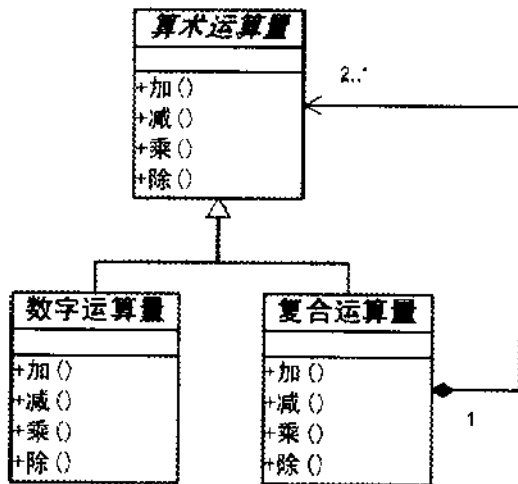 算术运算量
2..*
+加()
+减()
+乘()
+除()
数字运算量
+加()
+减()
+乘()
+除()
复合运算量
+加()
+减()
+乘()
+除()
1